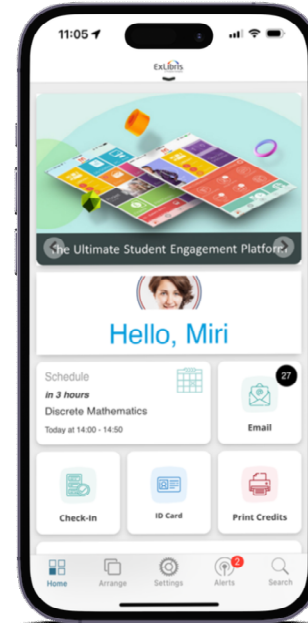 11:05
ExLibris
The Ultimate Student Engagement Platform
Hello, Miri
Schedule
in 3 hours
Discrete Mathematics
Today at 14:00 - 14:50
27
Email
Check-In
ID Card
Print Credits
Home
Arrange
Settings
2
Alerts
Search